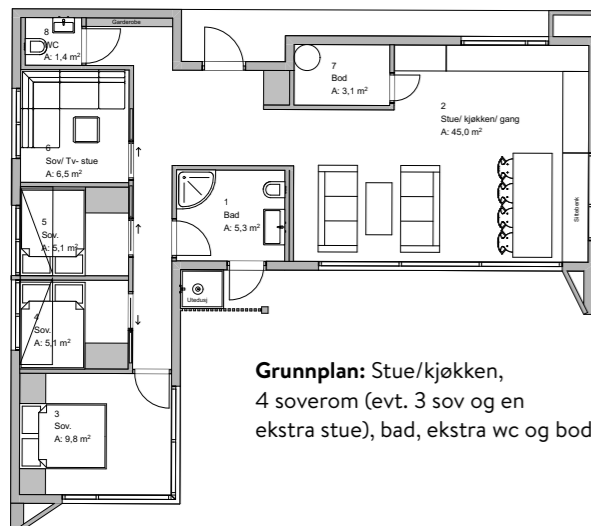 Garderobe
8
WC
A: 1,4 m²
7
Bod
A: 3,1 m²
2
Stue/ kjøkken/ gang
A: 45,0 m²
6
Sov/ Tv- stue
A: 6,5 m²
1
Bad
A: 5,3 m²
5
Sov.
A: 5,1 m²
Sittebenk
Utedusj
4
Sov.
A: 5,1 m²
3
Sov.
A: 9,8 m²
Grunnplan: Stue/kjøkken,
4 soverom (evt. 3 sov og en
ekstra stue), bad, ekstra wc og bod